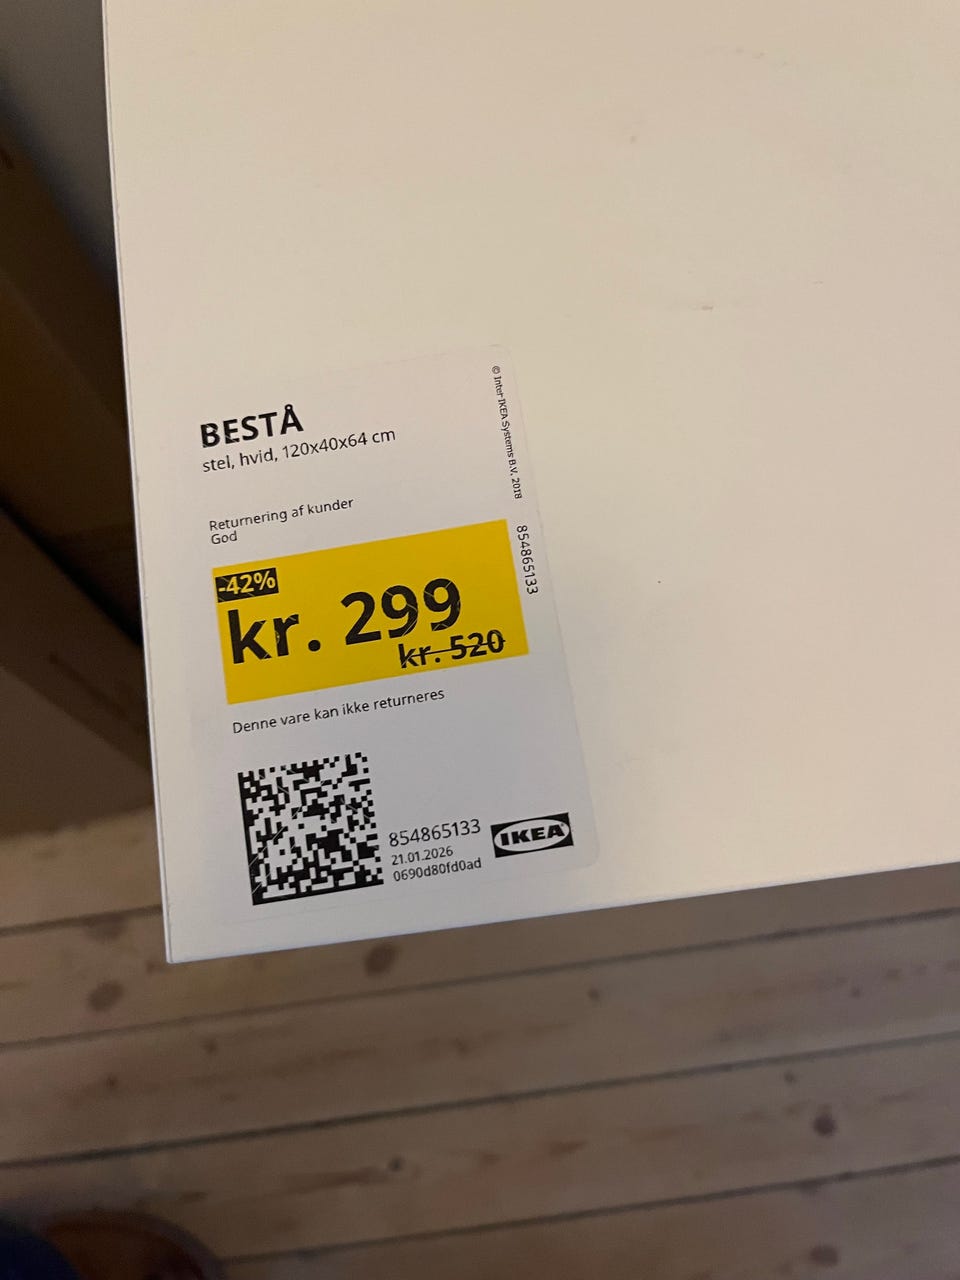 BESTÅ
stel, hvid, 120x40x64 cm
Returnering af kunder
God
-42%
kr. 299
kr. 520
Denne vare kan ikke returneres
854865133
21.01.2026
0690d80fd0ad
IKEA
© Inter IKEA Systems B.V. 2018
854865133